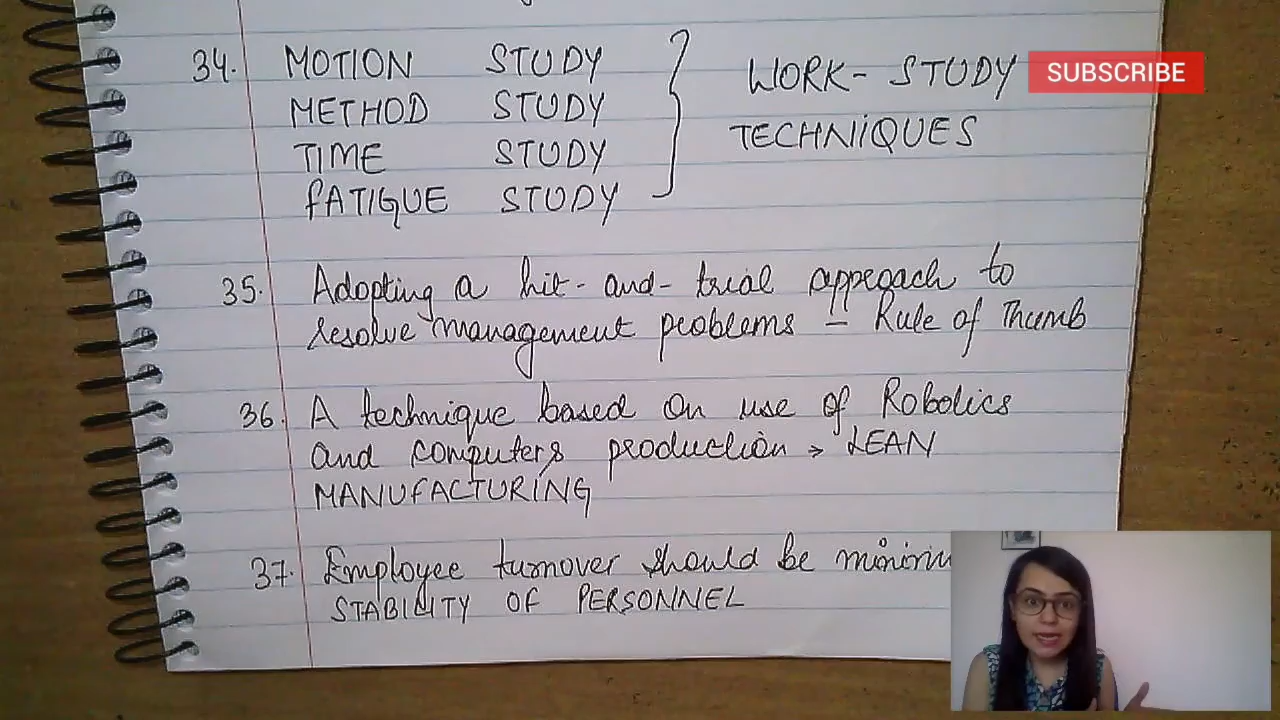 34. MOTION STUDY
METHOD STUDY
TIME STUDY
FATIGUE STUDY
WORK-STUDY
TECHNIQUES
SUBSCRIBE
35. Adopting a hit-and-trial approach to
resolve management problems - Rule of Thumb
36. A technique based on use of Robotics
and computers production → LEAN
MANUFACTURING
37. Employee turnover should be
STABILITY OF PERSONNEL